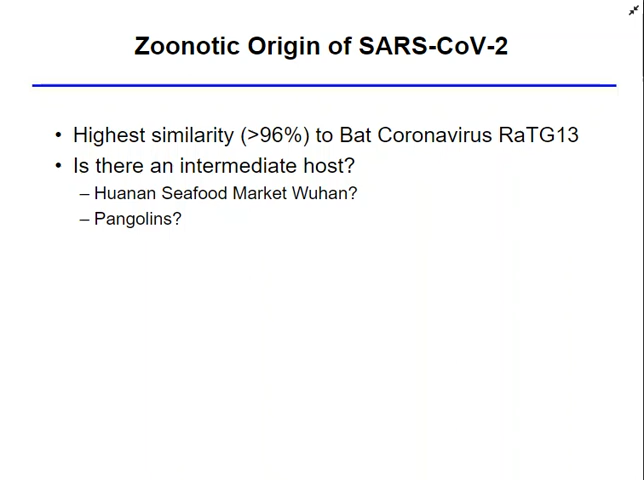 Zoonotic Origin of SARS-CoV-2
• Highest similarity (>96%) to Bat Coronavirus RaTG13
• Is there an intermediate host?
– Huanan Seafood Market Wuhan?
– Pangolins?